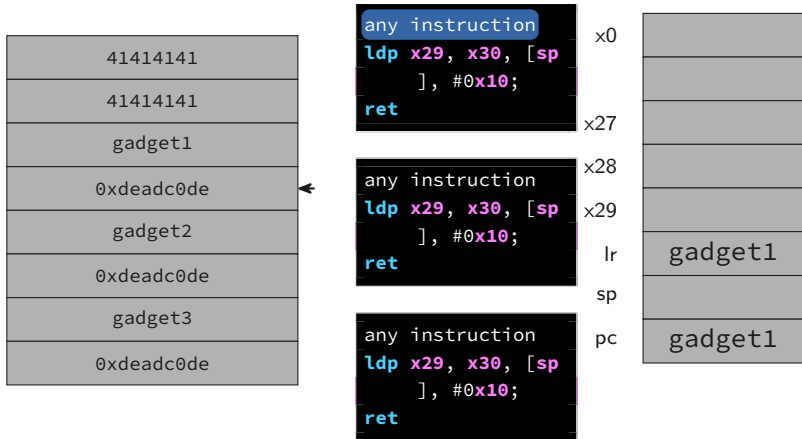 41414141
41414141
gadget1
0xdeadc0de
gadget2
0xdeadc0de
gadget3
0xdeadc0de
any instruction
ldp x29, x30, [sp
], #0x10;
ret
any instruction
ldp x29, x30, [sp
], #0x10;
ret
any instruction
ldp x29, x30, [sp
], #0x10;
ret
x0
x27
x28
x29
lr gadget1
sp
pc gadget1